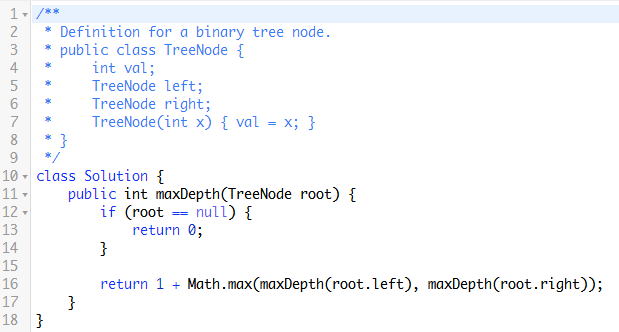 1 /**
2  * Definition for a binary tree node.
3  * public class TreeNode {
4  *     int val;
5  *     TreeNode left;
6  *     TreeNode right;
7  *     TreeNode(int x) { val = x; }
8  * }
9  */
10 class Solution {
11     public int maxDepth(TreeNode root) {
12         if (root == null) {
13             return 0;
14         }
15
16         return 1 + Math.max(maxDepth(root.left), maxDepth(root.right));
17     }
18 }